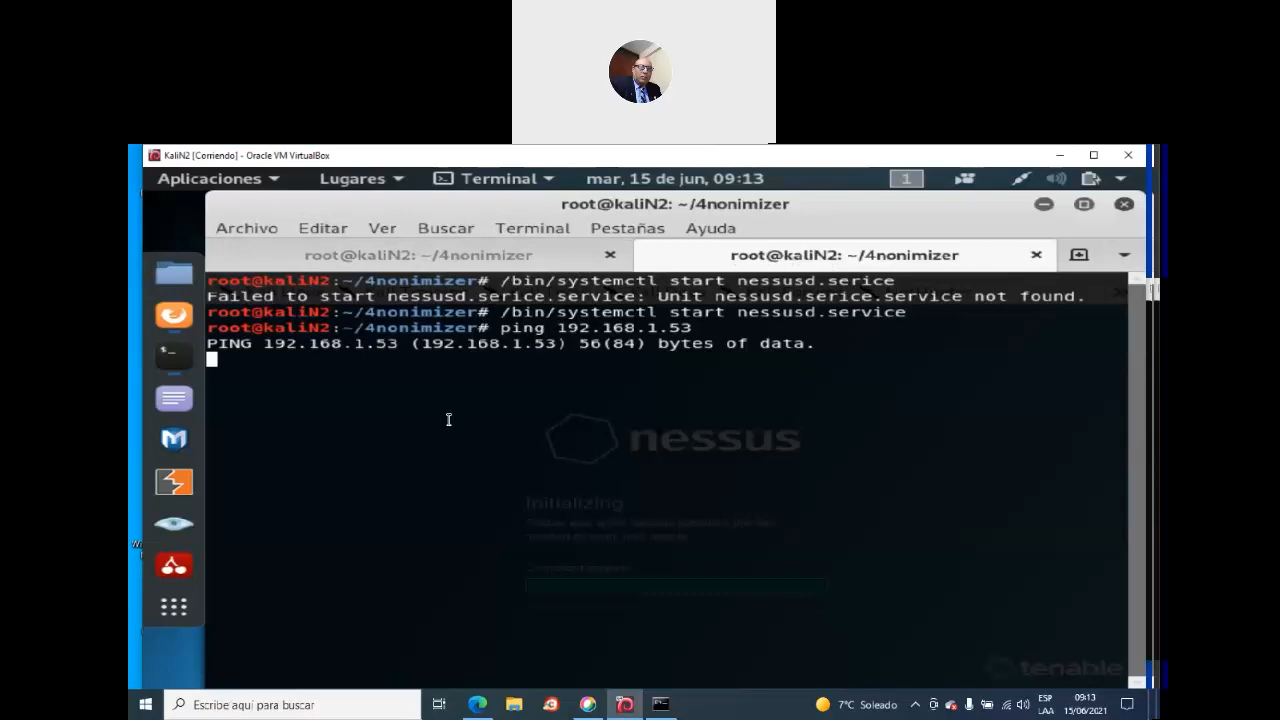 KaliN2 [Corriendo] - Oracle VM VirtualBox
Aplicaciones Lugares Terminal mar, 15 de jun, 09:13 1
root@kaliN2: ~/4nonimizer
Archivo Editar Ver Buscar Terminal Pestañas Ayuda
root@kaliN2: ~/4nonimizer root@kaliN2: ~/4nonimizer
root@kaliN2:~/4nonimizer# /bin/systemctl start nessusd.serice
Failed to start nessusd.serice.service: Unit nessusd.serice.service not found.
root@kaliN2:~/4nonimizer# /bin/systemctl start nessusd.service
root@kaliN2:~/4nonimizer# ping 192.168.1.53
PING 192.168.1.53 (192.168.1.53) 56(84) bytes of data.
nessus
Initializing
tenable
Escribe aquí para buscar
7°C Soleado
ESP
LAA
09:13
15/06/2021